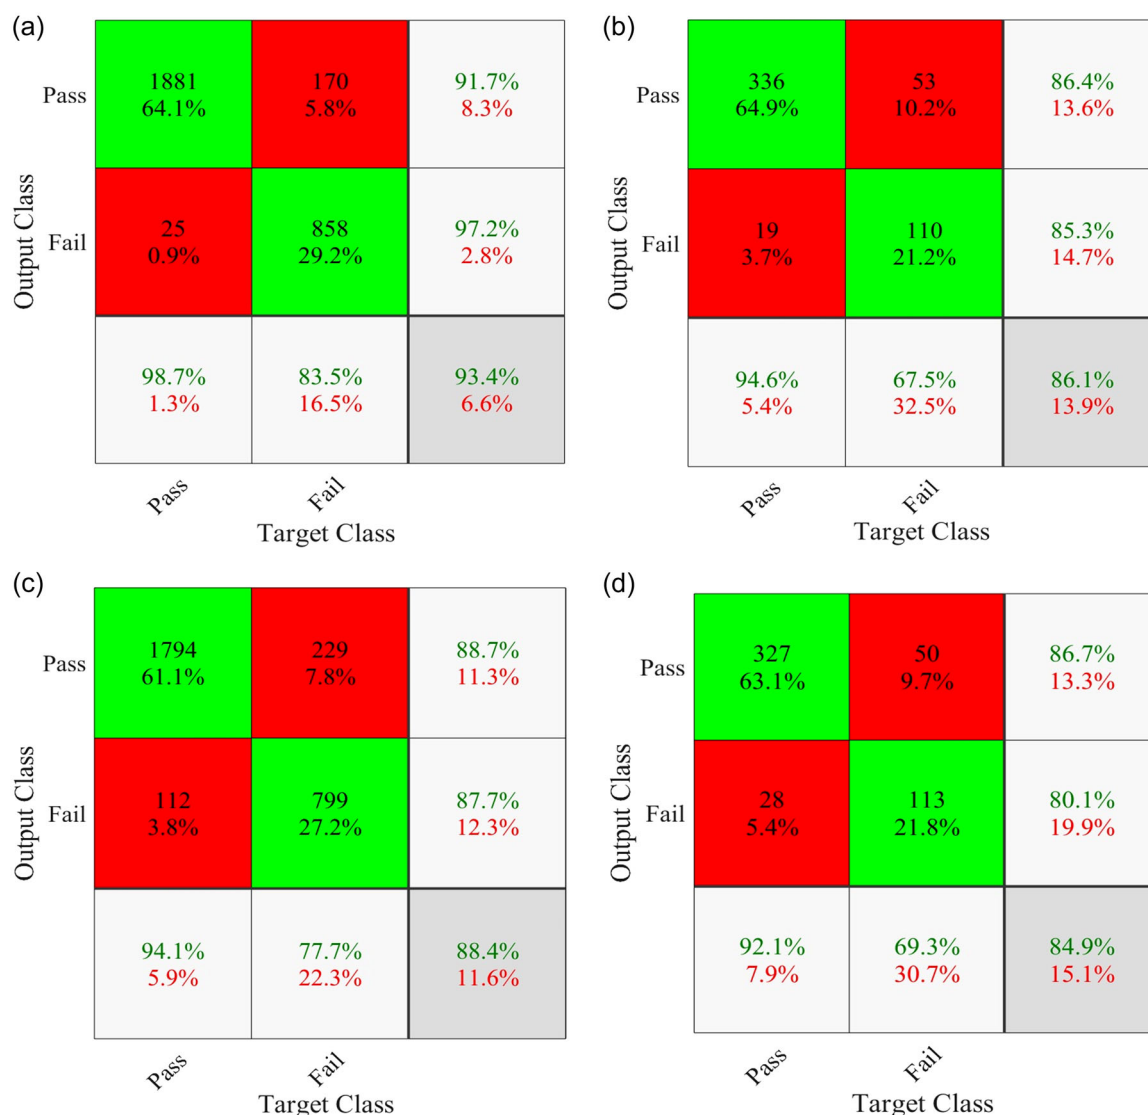 (a)
Pass
1881
64.1%
170
5.8%
91.7%
8.3%
Output Class
Fail
25
0.9%
858
29.2%
97.2%
2.8%
98.7%
1.3%
83.5%
16.5%
93.4%
6.6%
Pass
Fail
Target Class
(b)
Pass
336
64.9%
53
10.2%
86.4%
13.6%
Output Class
Fail
19
3.7%
110
21.2%
85.3%
14.7%
94.6%
5.4%
67.5%
32.5%
86.1%
13.9%
Pass
Fail
Target Class
(c)
Pass
1794
61.1%
229
7.8%
88.7%
11.3%
Output Class
Fail
112
3.8%
799
27.2%
87.7%
12.3%
94.1%
5.9%
77.7%
22.3%
88.4%
11.6%
Pass
Fail
Target Class
(d)
Pass
327
63.1%
50
9.7%
86.7%
13.3%
Output Class
Fail
28
5.4%
113
21.8%
80.1%
19.9%
92.1%
7.9%
69.3%
30.7%
84.9%
15.1%
Pass
Fail
Target Class